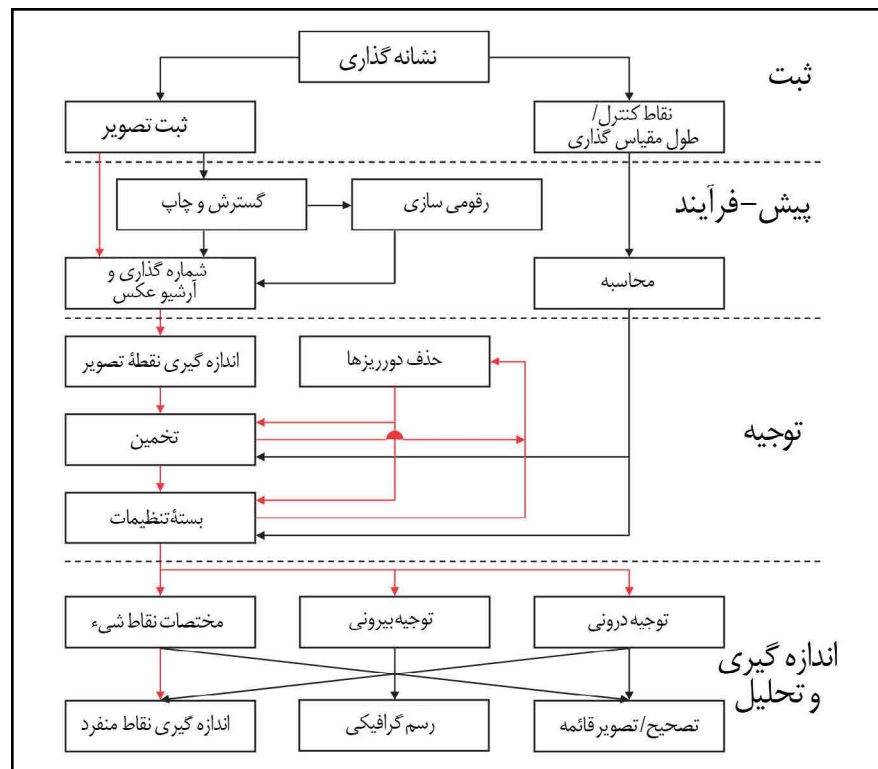 نشانه گذاری
ثبت
نقاط کنترل/
طول مقیاس گذاری
ثبت تصویر
پیش-فرآیند
رقومی سازی
گسترش و چاپ
محاسبه
شماره گذاری و
آرشیو عکس
توجیه
حذف دورریزها
اندازه گیری نقطهٔ تصویر
تخمین
بستهٔ تنظیمات
اندازه گیری
و تحلیل
توجیه درونی
توجیه بیرونی
مختصات نقاط شیء
تصحیح/تصویر قائمه
رسم گرافیکی
اندازه گیری نقاط منفرد